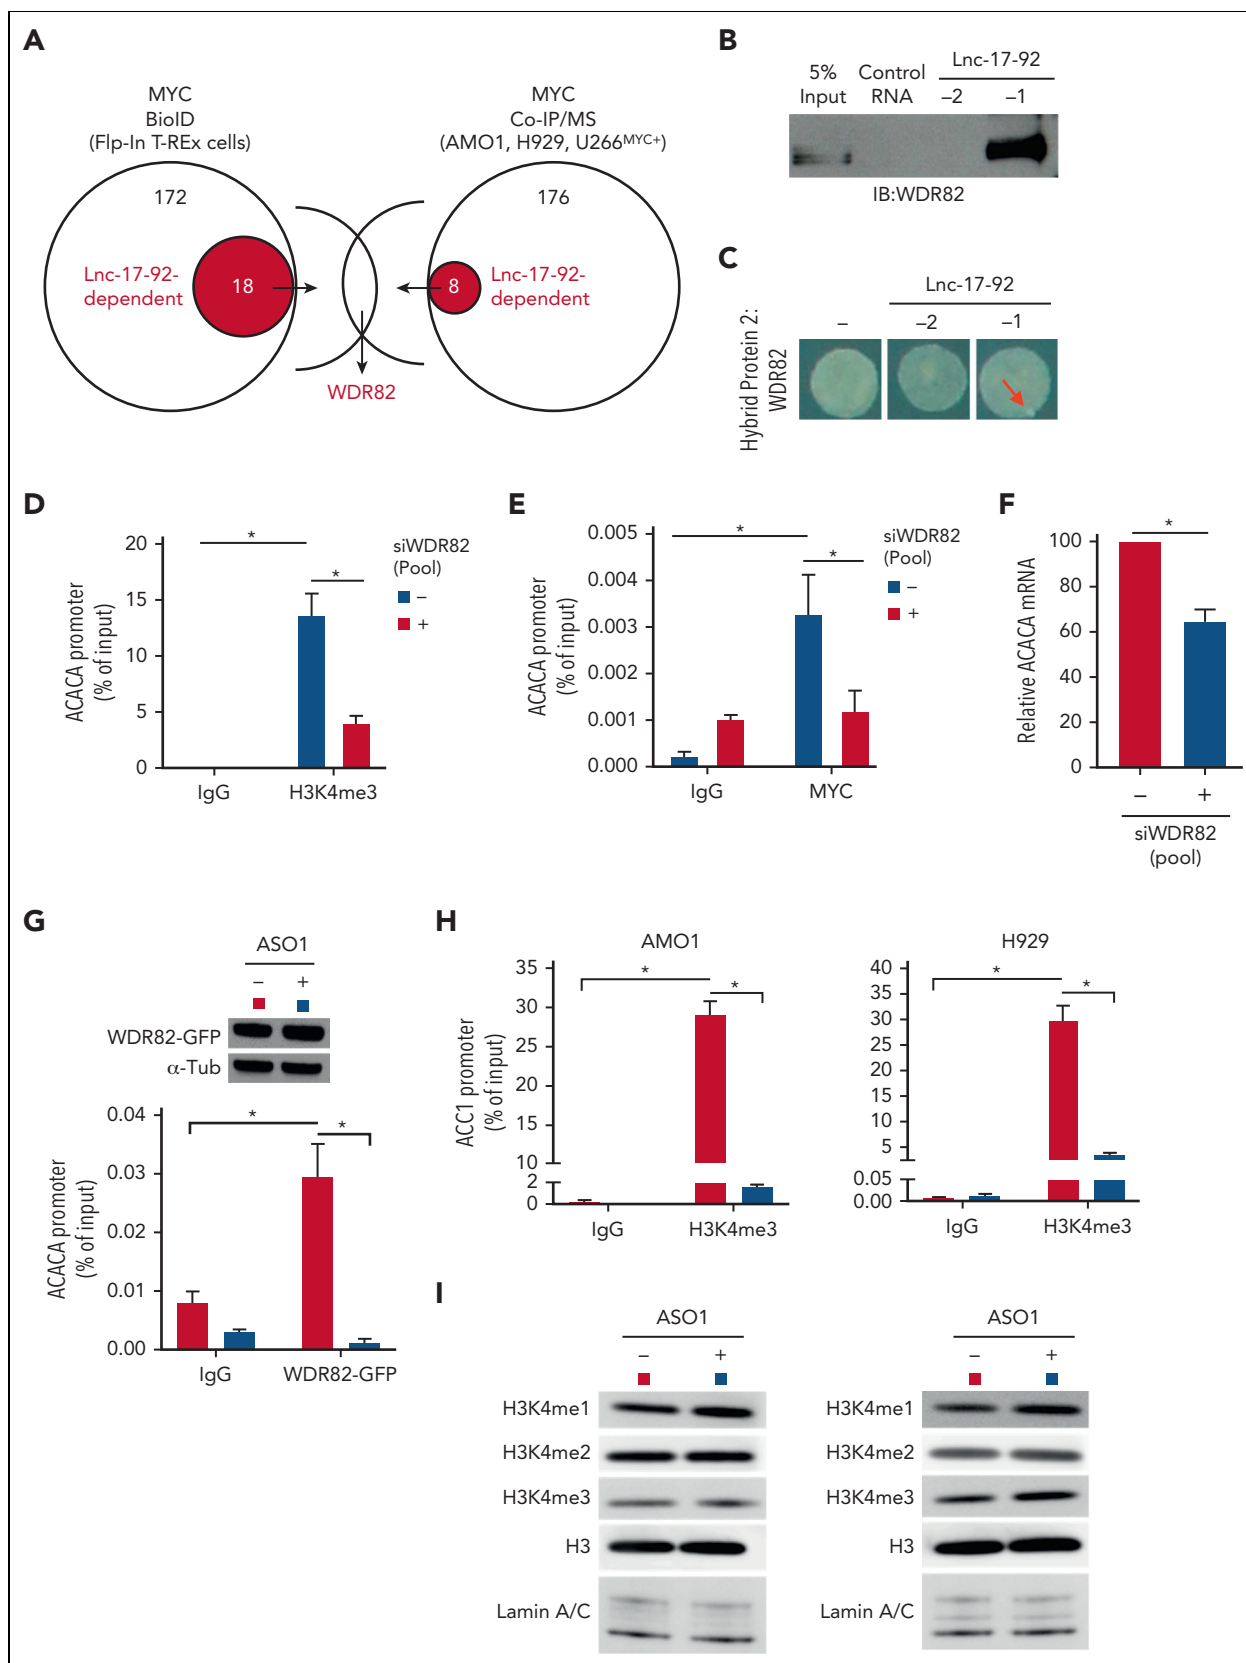 A
MYC
BioID
(Flp-In T-REx cells)
MYC
Co-IP/MS
(AMO1, H929, U266MYC+)
172
176
Lnc-17-92-
dependent
18
8
Lnc-17-92-
dependent
WDR82
B
5%
Input
Control
RNA
Lnc-17-92
–2
–1
IB:WDR82
C
Lnc-17-92
–
–2
–1
Hybrid Protein 2:
WDR82
D
ACACA promoter
(% of input)
20
15
10
5
0
*
*
IgG
H3K4me3
siWDR82
(Pool)
–
+
E
ACACA promoter
(% of input)
0.005
0.004
0.003
0.002
0.001
0.000
*
*
IgG
MYC
siWDR82
(Pool)
–
+
F
Relative ACACA mRNA
100
80
60
40
20
0
*
–
+
siWDR82
(pool)
G
ASO1
–
+
WDR82-GFP
α-Tub
ACACA promoter
(% of input)
0.04
0.03
0.02
0.01
0.00
*
*
IgG
WDR82-GFP
H
AMO1
ACC1 promoter
(% of input)
35
30
25
20
15
10
2
0
*
*
IgG
H3K4me3
H929
40
35
30
25
20
15
10
5
0.05
0.00
*
*
IgG
H3K4me3
I
ASO1
–
+
H3K4me1
H3K4me2
H3K4me3
H3
Lamin A/C
ASO1
–
+
H3K4me1
H3K4me2
H3K4me3
H3
Lamin A/C